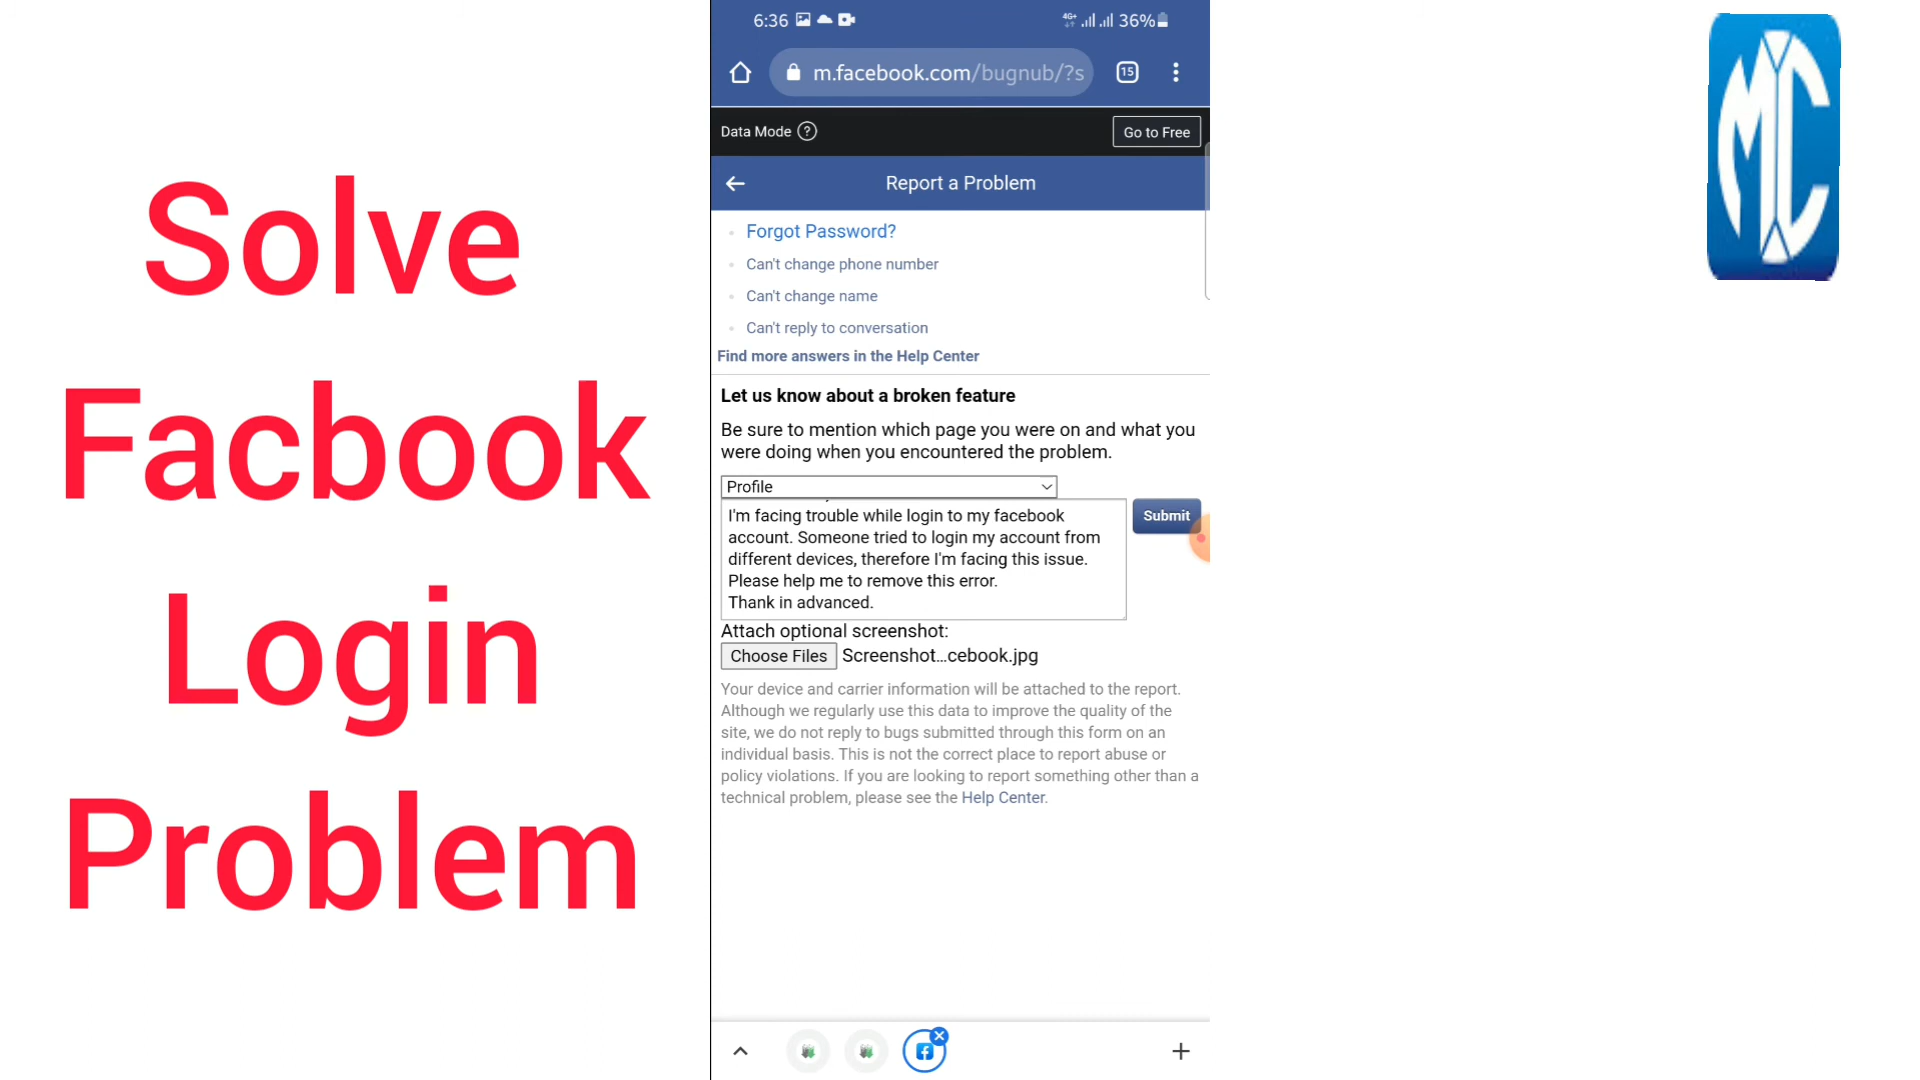 Solve
Facbook
Login
Problem
6:36
4G+ 36%
m.facebook.com/bugnub/?s
15
Data Mode ?
Go to Free
Report a Problem
Forgot Password?
Can't change phone number
Can't change name
Can't reply to conversation
Find more answers in the Help Center
Let us know about a broken feature
Be sure to mention which page you were on and what you
were doing when you encountered the problem.
Profile
I'm facing trouble while login to my facebook
account. Someone tried to login my account from
different devices, therefore I'm facing this issue.
Please help me to remove this error.
Thank in advanced.
Submit
Attach optional screenshot:
Choose Files Screenshot...cebook.jpg
Your device and carrier information will be attached to the report.
Although we regularly use this data to improve the quality of the
site, we do not reply to bugs submitted through this form on an
individual basis. This is not the correct place to report abuse or
policy violations. If you are looking to report something other than a
technical problem, please see the Help Center.
MC